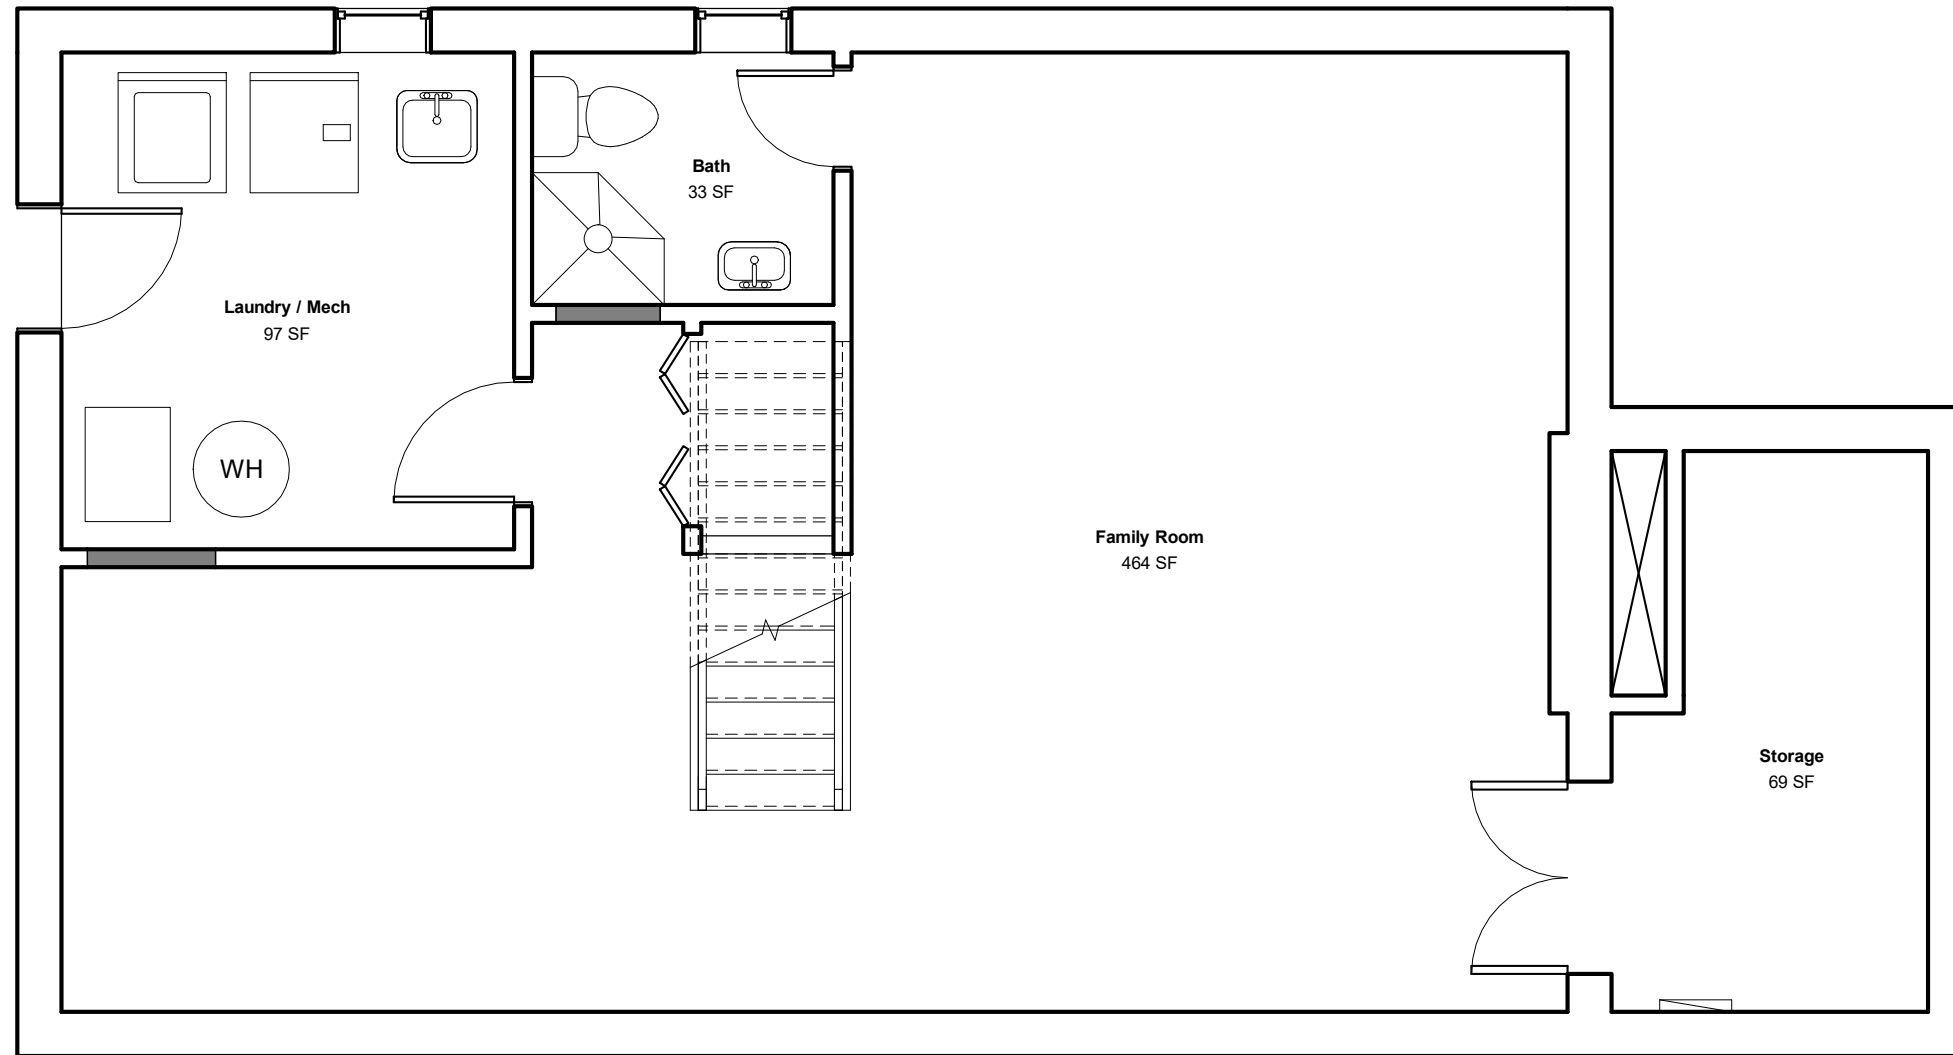 Bath
33 SF
Laundry / Mech
97 SF
WH
Family Room
464 SF
Storage
69 SF